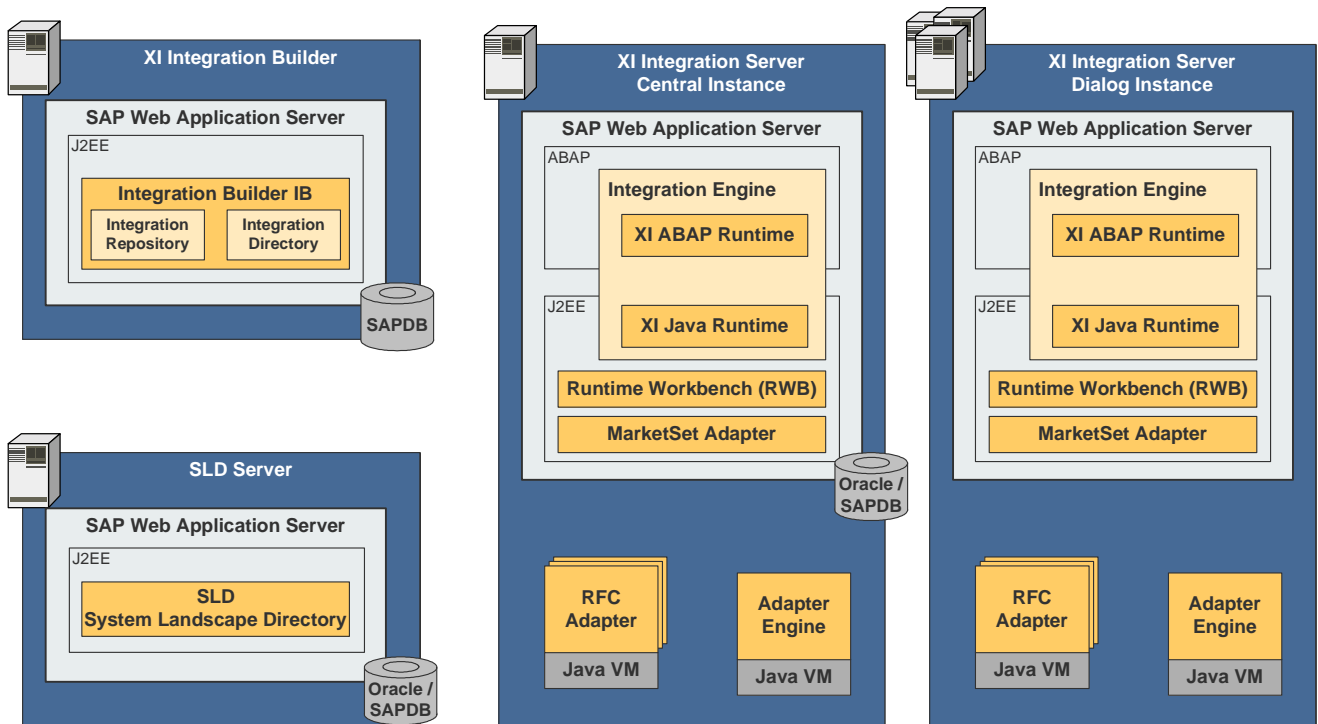 XI Integration Builder
SAP Web Application Server
J2EE
Integration Builder IB
Integration
Repository
Integration
Directory
SAPDB
SLD Server
SAP Web Application Server
J2EE
SLD
System Landscape Directory
Oracle /
SAPDB
XI Integration Server
Central Instance
SAP Web Application Server
ABAP
Integration Engine
XI ABAP Runtime
J2EE
XI Java Runtime
Runtime Workbench (RWB)
MarketSet Adapter
Oracle /
SAPDB
RFC
Adapter
Java VM
Adapter
Engine
Java VM
XI Integration Server
Dialog Instance
SAP Web Application Server
ABAP
Integration Engine
XI ABAP Runtime
J2EE
XI Java Runtime
Runtime Workbench (RWB)
MarketSet Adapter
RFC
Adapter
Java VM
Adapter
Engine
Java VM